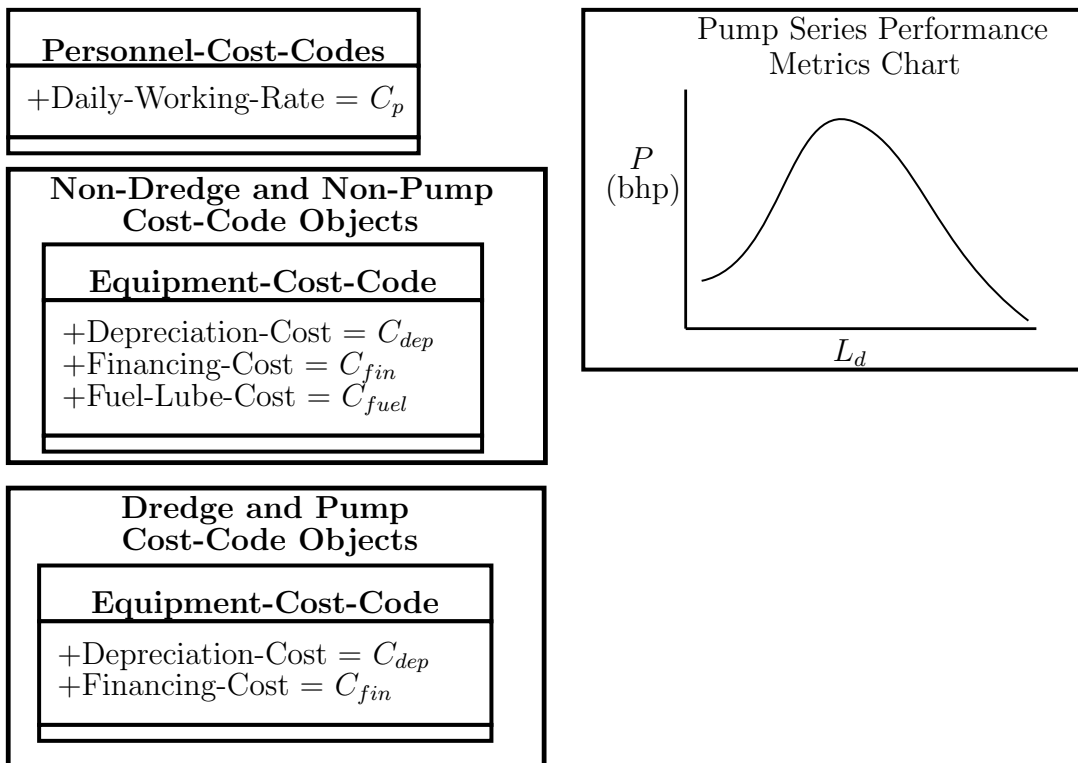 Personnel-Cost-Codes
+Daily-Working-Rate = C_p
Non-Dredge and Non-Pump
Cost-Code Objects
Equipment-Cost-Code
+Depreciation-Cost = C_dep
+Financing-Cost = C_fin
+Fuel-Lube-Cost = C_fuel
Dredge and Pump
Cost-Code Objects
Equipment-Cost-Code
+Depreciation-Cost = C_dep
+Financing-Cost = C_fin
Pump Series Performance
Metrics Chart
P
(bhp)
L_d